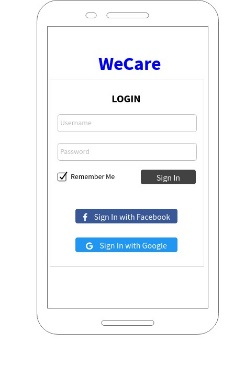 WeCare
LOGIN
Username
Password
Remember Me
Sign In
f Sign In with Facebook
G Sign In with Google